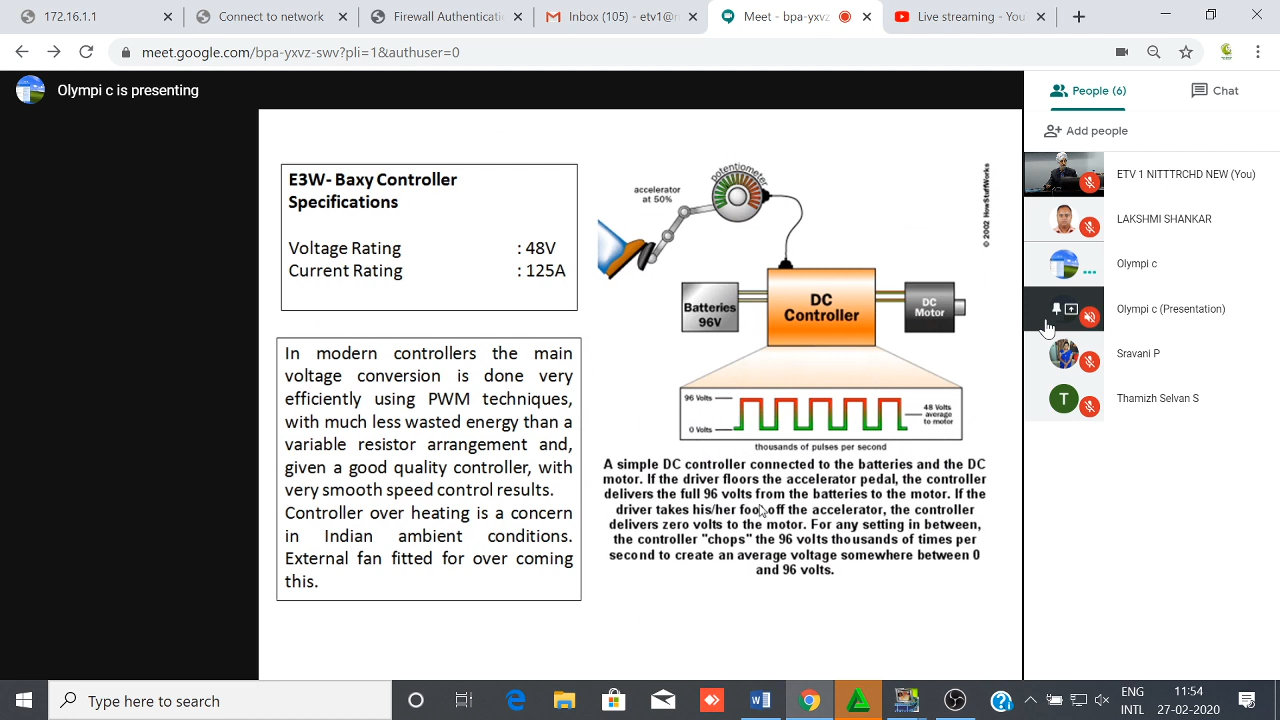 172.16.1.
Connect to network
Firewall Authenticati
Inbox (105) - etv1@n
Meet - bpa-yxvz
Live streaming - You
meet.google.com/bpa-yxvz-swv?pli=1&authuser=0
Olympi c is presenting
People (6)
Chat
Add people
ETV 1 NITTTRCHD NEW (You)
LAKSHMI SHANKAR
Olympi c
Olympi c (Presentation)
Sravani P
T
Thamizh Selvan S
E3W- Baxy Controller
Specifications
Voltage Rating : 48V
Current Rating : 125A
In modern controllers the main
voltage conversion is done very
efficiently using PWM techniques,
with much less wasted energy than a
variable resistor arrangement and,
given a good quality controller, with
very smooth speed control results.
Controller over heating is a concern
in Indian ambient conditions.
External fan fitted for over coming
this.
potentiometer
accelerator
at 50%
© 2002 HowStuffWorks
Batteries
96V
DC
Controller
DC
Motor
96 Volts
0 Volts
48 Volts
average
to motor
thousands of pulses per second
A simple DC controller connected to the batteries and the DC
motor. If the driver floors the accelerator pedal, the controller
delivers the full 96 volts from the batteries to the motor. If the
driver takes his/her foot off the accelerator, the controller
delivers zero volts to the motor. For any setting in between,
the controller "chops" the 96 volts thousands of times per
second to create an average voltage somewhere between 0
and 96 volts.
Type here to search
ENG
INTL
11:54
27-02-2020